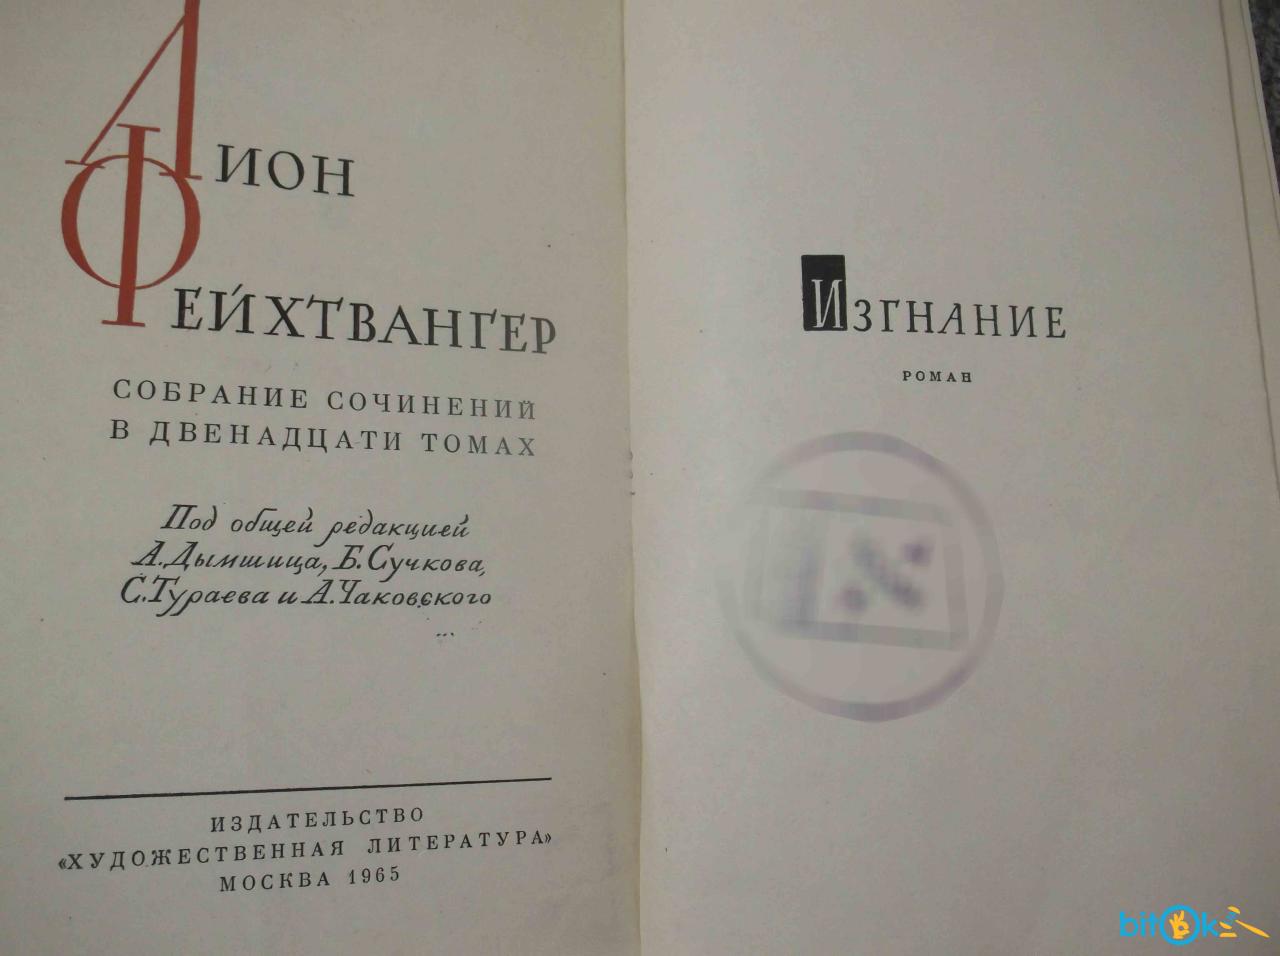 Лион
Фейхтвангер
СОБРАНИЕ СОЧИНЕНИЙ
В ДВЕНАДЦАТИ ТОМАХ
Под общей редакцией
А. Дымшица, Б. Сучкова,
С. Тураева и А. Чаковского
ИЗДАТЕЛЬСТВО
«ХУДОЖЕСТВЕННАЯ ЛИТЕРАТУРА»
МОСКВА 1965
ИЗГНАНИЕ
РОМАН